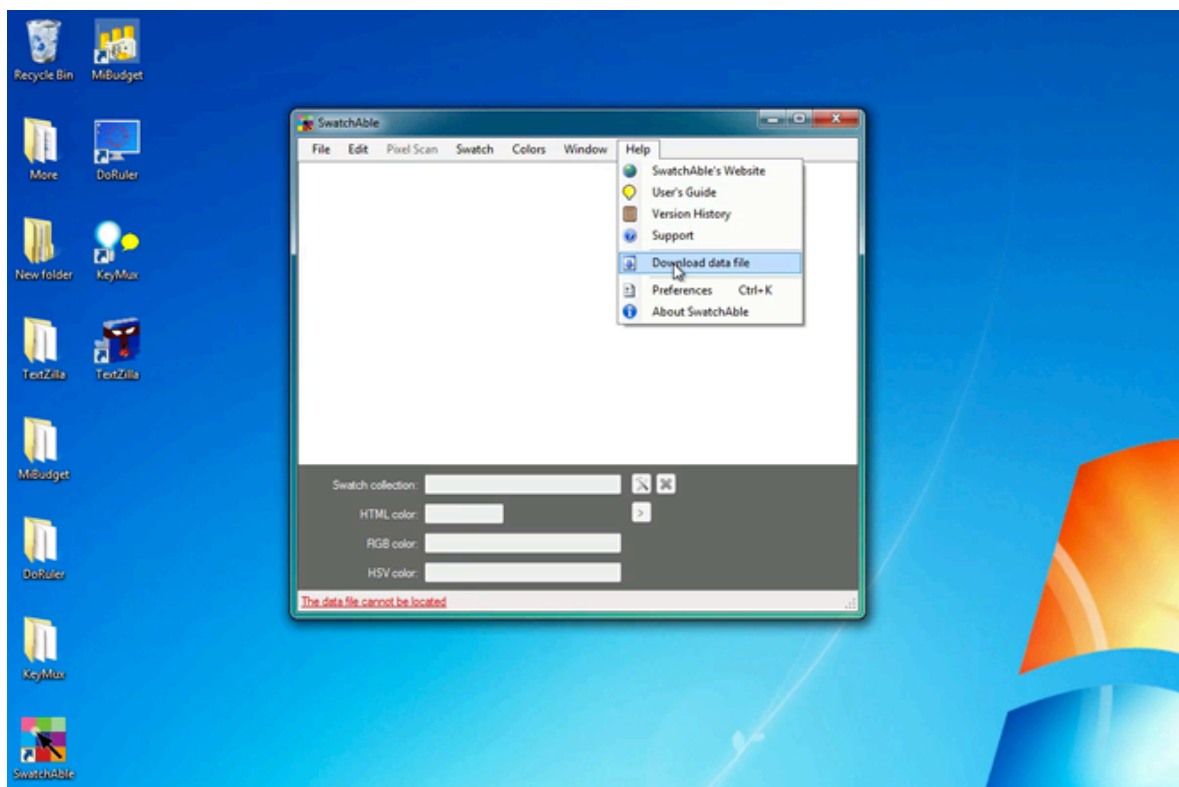 Recycle Bin
MiBudget
More
DoRuler
New folder
KeyMux
TextZilla
TextZilla
MiBudget
DoRuler
KeyMux
SwatchAble
SwatchAble
File Edit Pixel Scan Swatch Colors Window Help
SwatchAble's Website
User's Guide
Version History
Support
Download data file
Preferences Ctrl+K
About SwatchAble
Swatch collection:
HTML color:
>
RGB color:
HSV color:
The data file cannot be located